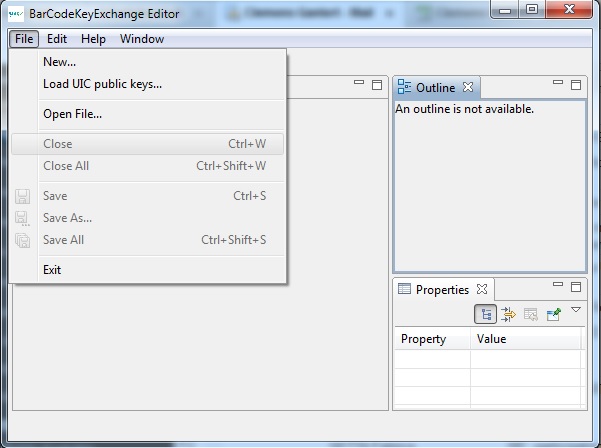 BarCodeKeyExchange Editor
File Edit Help Window
New...
Load UIC public keys...
Open File...
Close Ctrl+W
Close All Ctrl+Shift+W
Save Ctrl+S
Save As...
Save All Ctrl+Shift+S
Exit
Outline
An outline is not available.
Properties
Property Value